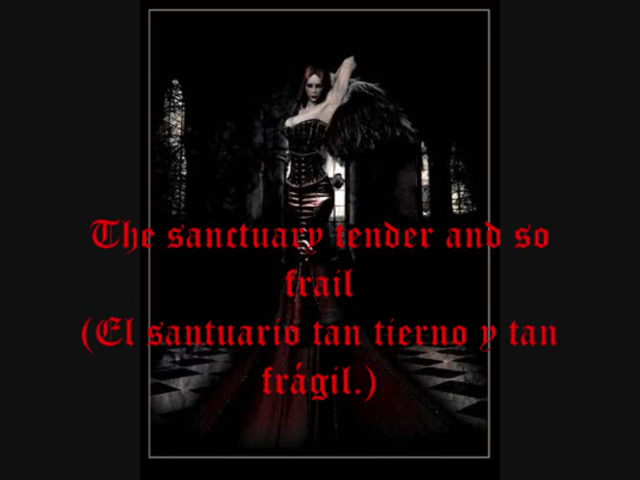 The sanctuary tender and so
frail
(El santuario tan tierno y tan
frágil.)